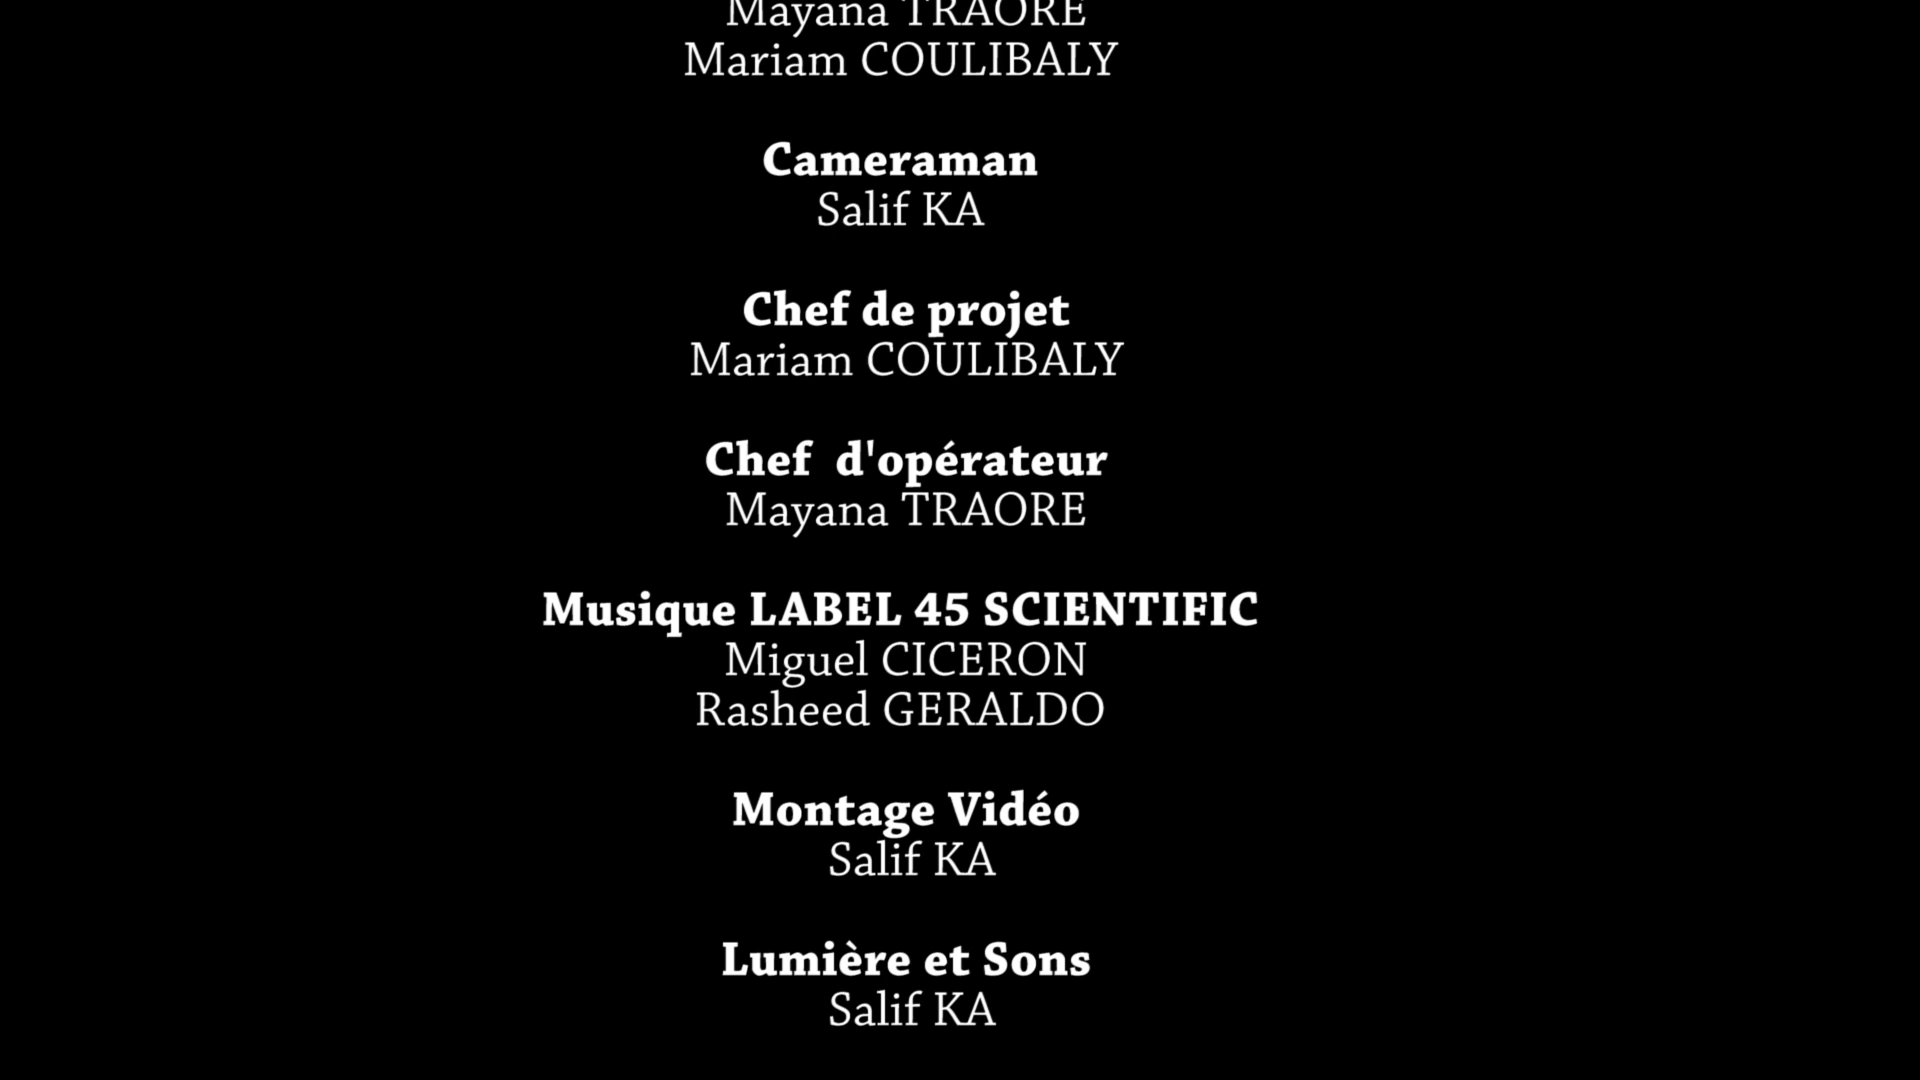 Mayana TRAORE
Mariam COULIBALY
Cameraman
Salif KA
Chef de projet
Mariam COULIBALY
Chef  d'opérateur
Mayana TRAORE
Musique LABEL 45 SCIENTIFIC
Miguel CICERON
Rasheed GERALDO
Montage Vidéo
Salif KA
Lumière et Sons
Salif KA